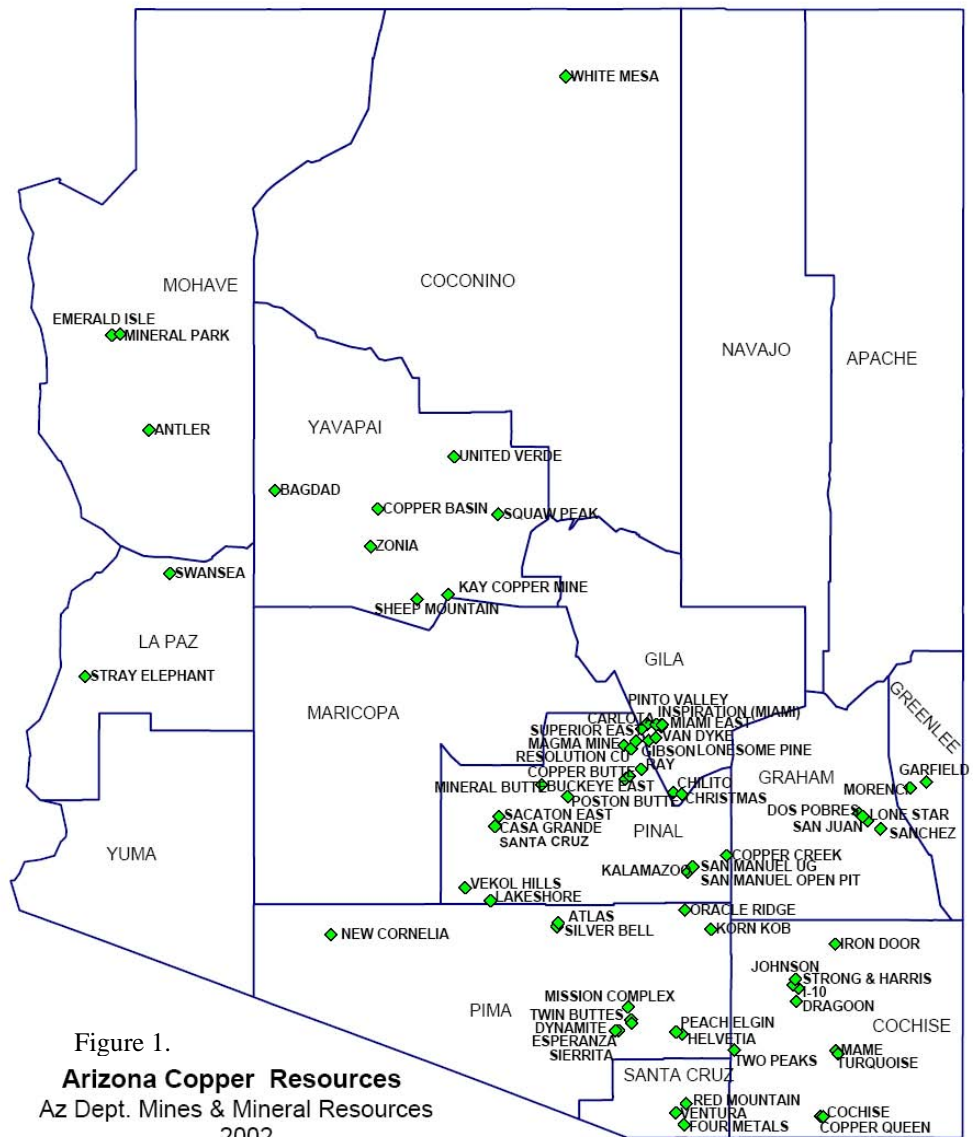 WHITE MESA
MOHAVE
COCONINO
NAVAJO
APACHE
EMERALD ISLE
MINERAL PARK
ANTLER
YAVAPAI
UNITED VERDE
BAGDAD
COPPER BASIN
SQUAW PEAK
ZONIA
SWANSEA
KAY COPPER MINE
SHEEP MOUNTAIN
LA PAZ
STRAY ELEPHANT
GILA
MARICOPA
GREENLEE
PINTO VALLEY
CARLOTA
INSPIRATION (MIAMI)
MIAMI EAST
SUPERIOR EAST
VAN DYKE
MAGMA MINE
GIBSON
LONESOME PINE
RESOLUTION CU
RAY
COPPER BUTTE
MINERAL BUTTE
BUCKEYE EAST
CHILITO
CHRISTMAS
POSTON BUTTE
GRAHAM
GARFIELD
MORENCI
DOS POBRES
LONE STAR
SAN JUAN
SANCHEZ
SACATON EAST
CASA GRANDE
SANTA CRUZ
PINAL
YUMA
COPPER CREEK
SAN MANUEL UG
KALAMAZOO
SAN MANUEL OPEN PIT
VEKOL HILLS
LAKESHORE
ORACLE RIDGE
ATLAS
SILVER BELL
KORN KOB
NEW CORNELIA
IRON DOOR
JOHNSON
STRONG & HARRIS
I-10
DRAGOON
MISSION COMPLEX
PIMA
TWIN BUTTES
DYNAMITE
ESPERANZA
SIERRITA
PEACH ELGIN
HELVETIA
COCHISE
TWO PEAKS
MAME
TURQUOISE
SANTA CRUZ
RED MOUNTAIN
VENTURA
FOUR METALS
COCHISE
COPPER QUEEN
Figure 1.
Arizona Copper Resources
Az Dept. Mines & Mineral Resources
2002